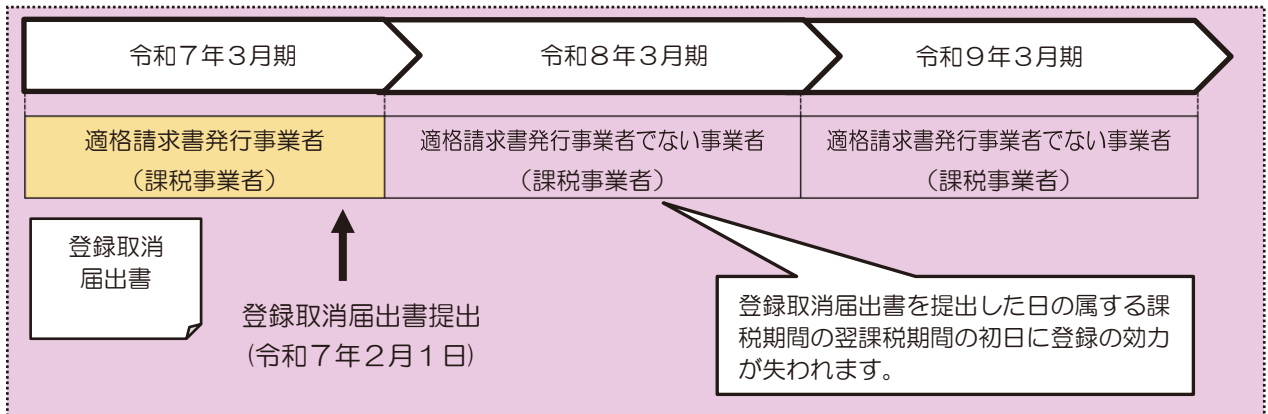 令和７年３月期
令和８年３月期
令和９年３月期
適格請求書発行事業者
（課税事業者）
適格請求書発行事業者でない事業者
（課税事業者）
適格請求書発行事業者でない事業者
（課税事業者）
登録取消
届出書
登録取消届出書提出
(令和７年２月１日)
登録取消届出書を提出した日の属する課
税期間の翌課税期間の初日に登録の効力
が失われます。